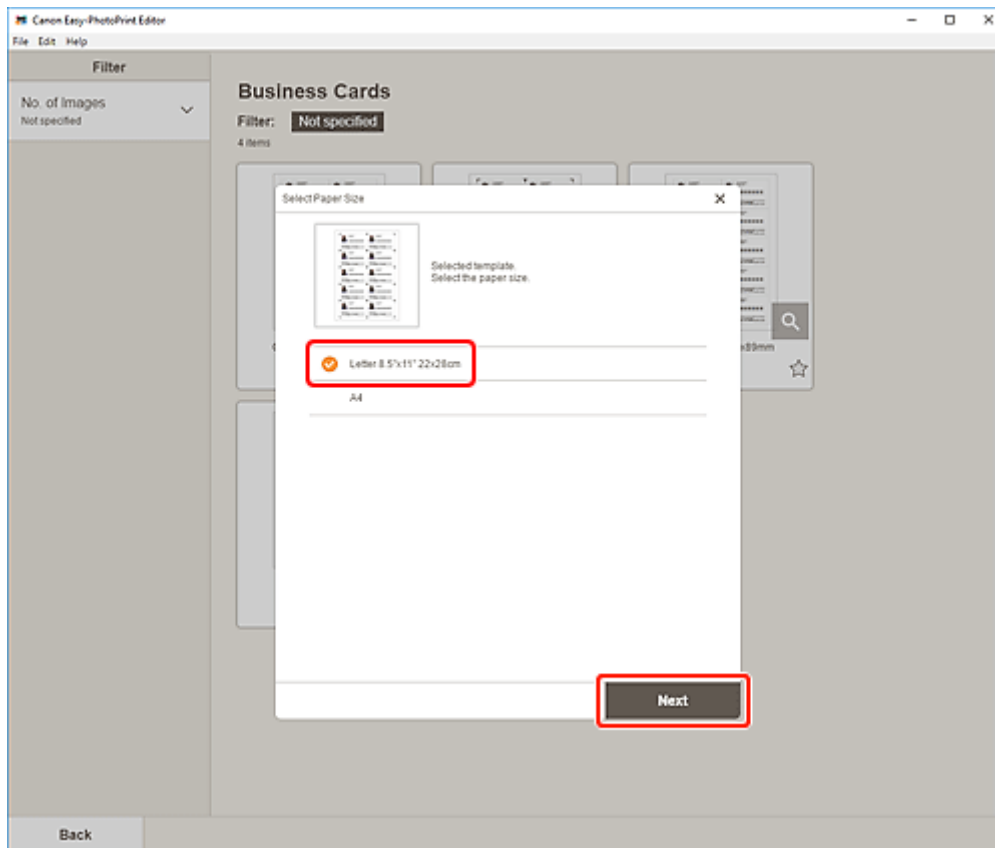 Canon Easy-PhotoPrint Editor
File Edit Help
Filter
No. of Images
Not specified
Business Cards
Filter: Not specified
4 items
Select Paper Size
Selected template.
Select the paper size.
Letter 8.5"x11" 22x28cm
A4
x89mm
Next
Back